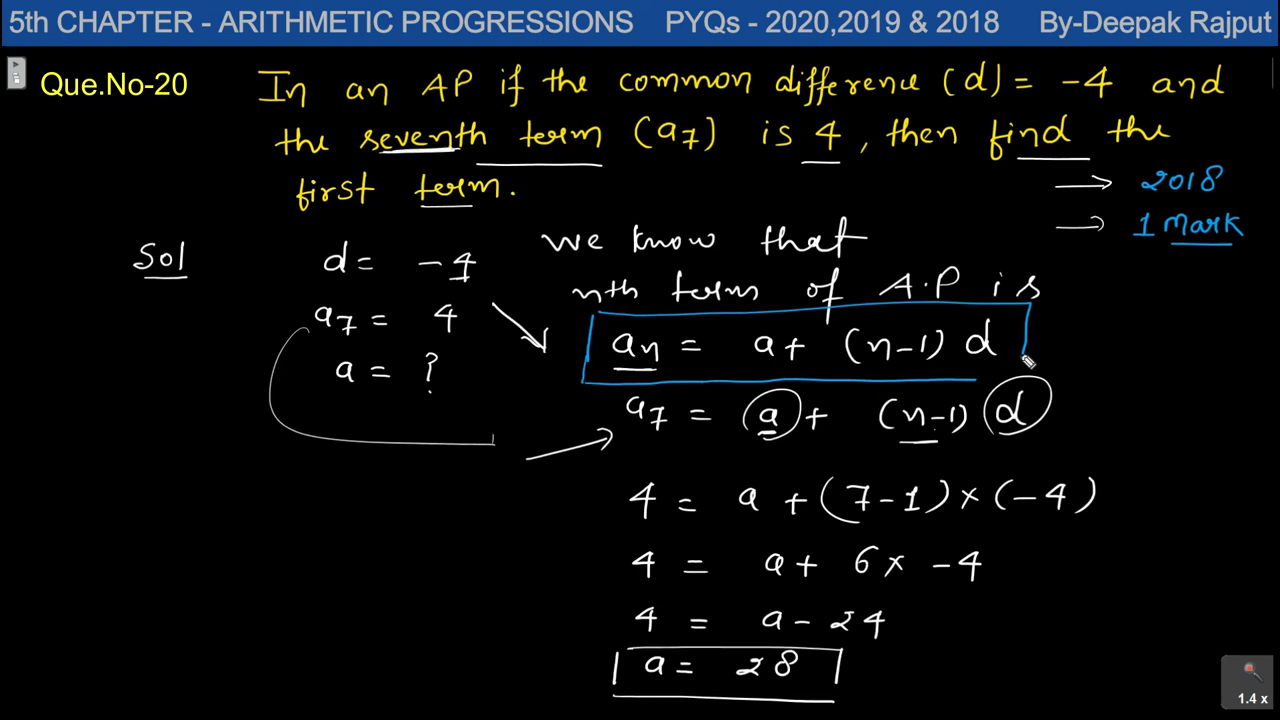 5th CHAPTER - ARITHMETIC PROGRESSIONS PYQs - 2020,2019 & 2018 By-Deepak Rajput
Que.No-20
In an AP if the common difference (d) = -4 and
the seventh term (a7) is 4, then find the
first term.
→ 2018
→ 1 Mark
Sol
d = -4
a7 = 4
a = ?
we know that
nth term of A.P is
an = a + (n-1) d
a7 = a + (n-1) d
4 = a + (7-1) × (-4)
4 = a + 6 × -4
4 = a - 24
a = 28
1.4 x